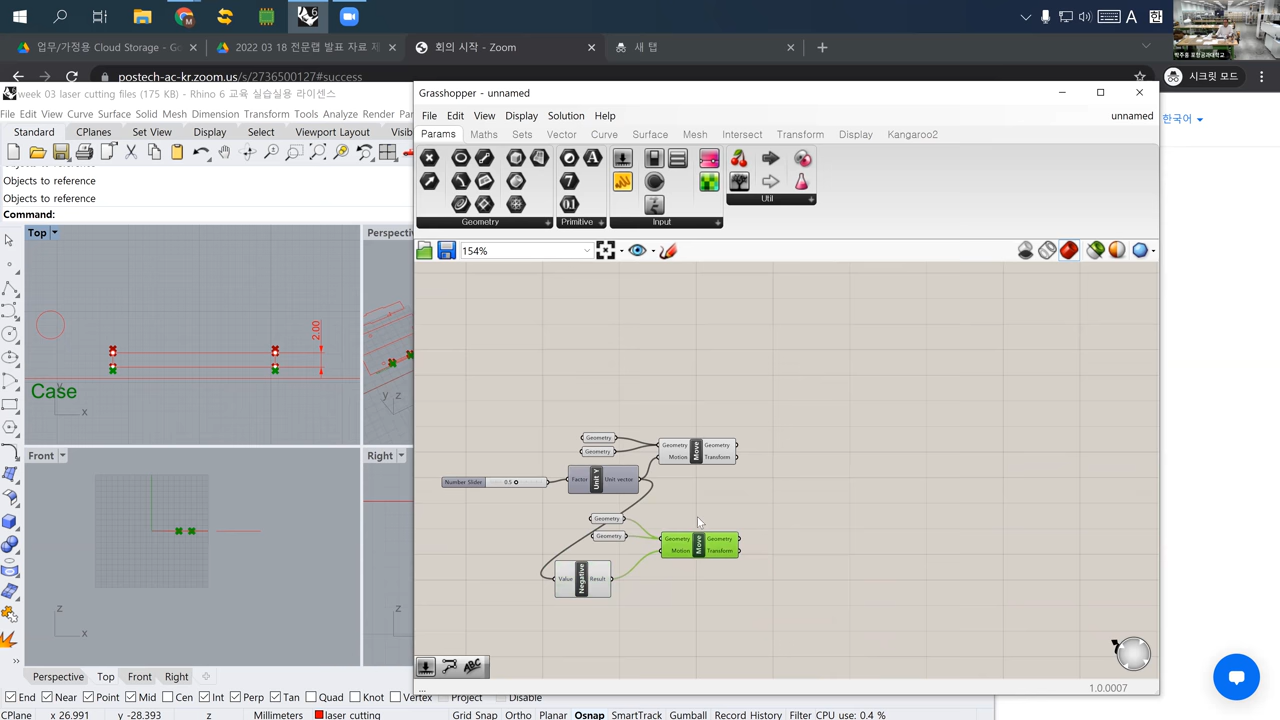 업무/가정용 Cloud Storage - Go
2022 03 18 전문랩 발표 자료 제
회의 시작 - Zoom
새 탭
postech-ac-kr.zoom.us/s/2736500127#success
시크릿 모드
한국어
A 한
week 03 laser cutting files (175 KB) - Rhino 6 교육 실습실용 라이센스
File Edit View Curve Surface Solid Mesh Dimension Transform Tools Analyze Render Pa
Standard CPlanes Set View Display Select Viewport Layout Visib
Objects to reference
Objects to reference
Command:
Top
Perspectiv
2.00
Case
y
x
y z
Front
Right
z
x
z
y
Perspective Top Front Right
End Near Point Mid Cen Int Perp Tan Quad Knot Vertex Project Disable
CPlane x 26.991 y -28.393 z Millimeters laser cutting Grid Snap Ortho Planar Osnap SmartTrack Gumball Record History Filter CPU use: 0.4 %
Grasshopper - unnamed
File Edit View Display Solution Help
unnamed
Params Maths Sets Vector Curve Surface Mesh Intersect Transform Display Kangaroo2
Geometry Primitive Input Util
154%
Geometry
Geometry
Geometry Move Geometry
Motion Transform
Number Slider 0.5
Factor Unit Y Unit vector
Geometry
Geometry
Geometry Move Geometry
Motion Transform
Value Negative Result
ABC
...
1.0.0007